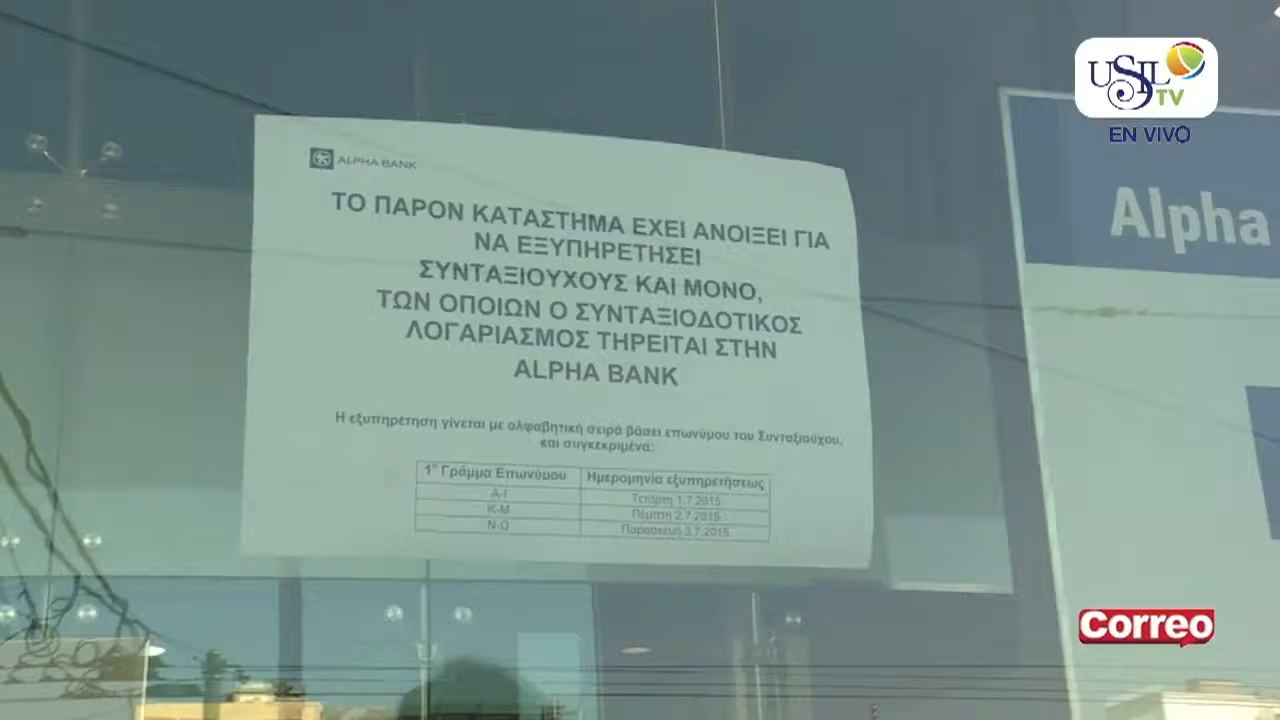 USIL
TV
EN VIVO
ALPHA BANK
ΤΟ ΠΑΡΟΝ ΚΑΤΑΣΤΗΜΑ ΕΧΕΙ ΑΝΟΙΞΕΙ ΓΙΑ
ΝΑ ΕΞΥΠΗΡΕΤΗΣΕΙ
ΣΥΝΤΑΞΙΟΥΧΟΥΣ ΚΑΙ ΜΟΝΟ,
ΤΩΝ ΟΠΟΙΩΝ Ο ΣΥΝΤΑΞΙΟΔΟΤΙΚΟΣ
ΛΟΓΑΡΙΑΣΜΟΣ ΤΗΡΕΙΤΑΙ ΣΤΗΝ
ALPHA BANK
Η εξυπηρέτηση γίνεται με αλφαβητική σειρά βάσει επωνύμου του Συνταξιούχου,
και συγκεκριμένα:
1ο Γράμμα Επωνύμου Ημερομηνία εξυπηρετήσεως
Α-Ι Τετάρτη 1.7.2015
Κ-Μ Πέμπτη 2.7.2015
Ν-Ω Παρασκευή 3.7.2015
Alpha
Correo